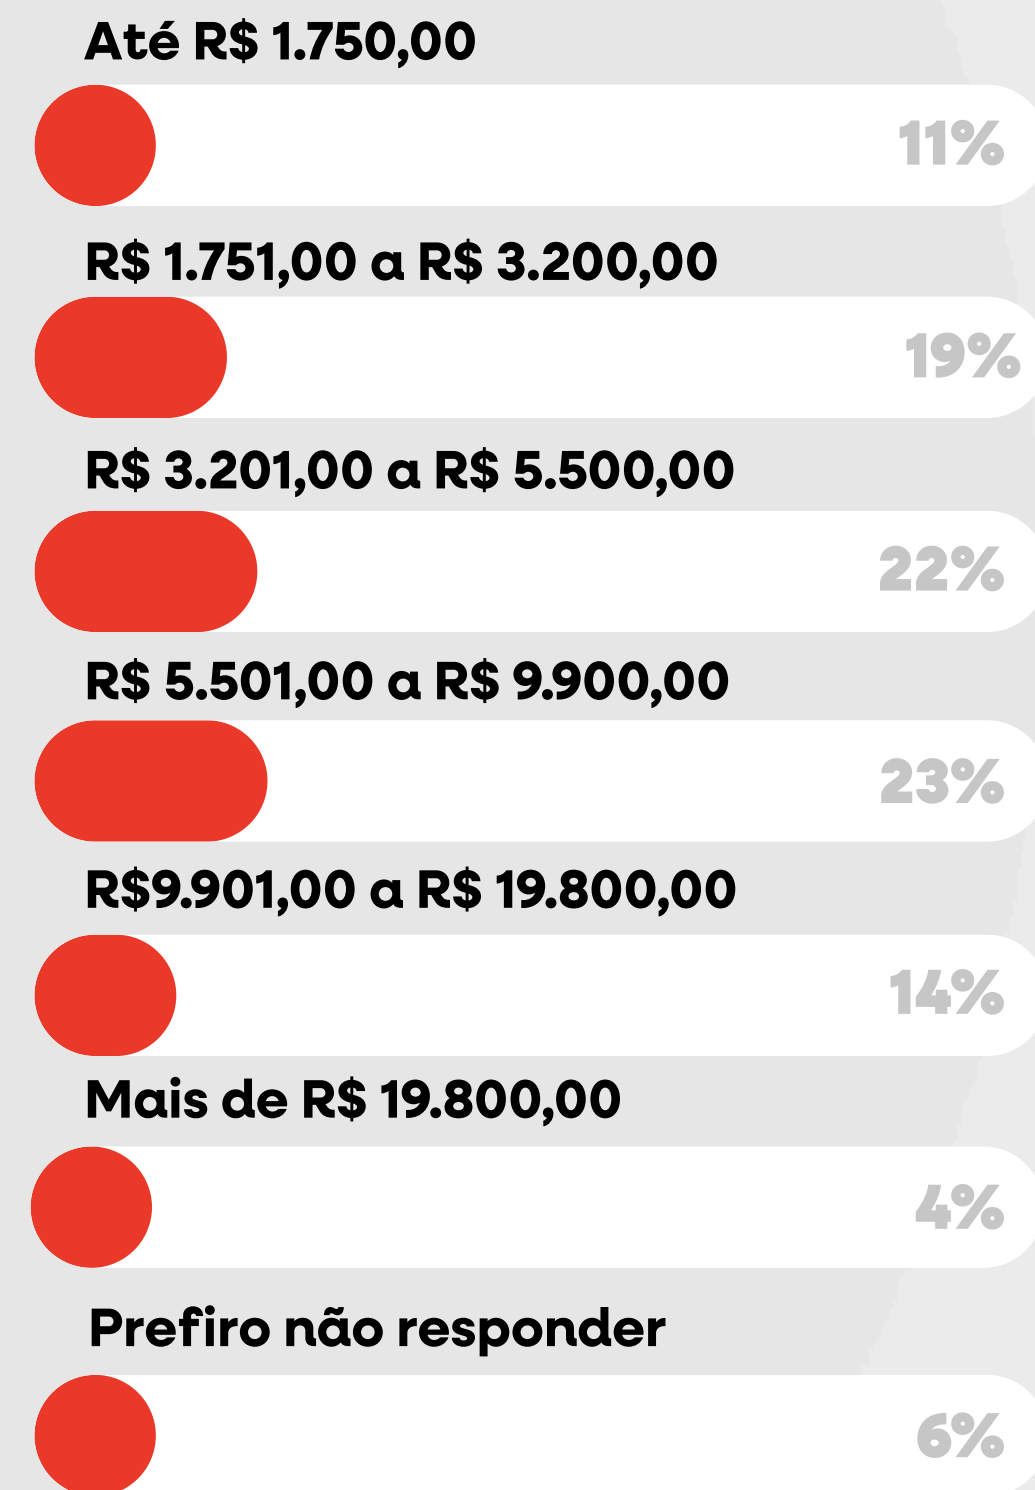 Até R$ 1.750,00
11%
R$ 1.751,00 a R$ 3.200,00
19%
R$ 3.201,00 a R$ 5.500,00
22%
R$ 5.501,00 a R$ 9.900,00
23%
R$9.901,00 a R$ 19.800,00
14%
Mais de R$ 19.800,00
4%
Prefiro não responder
6%